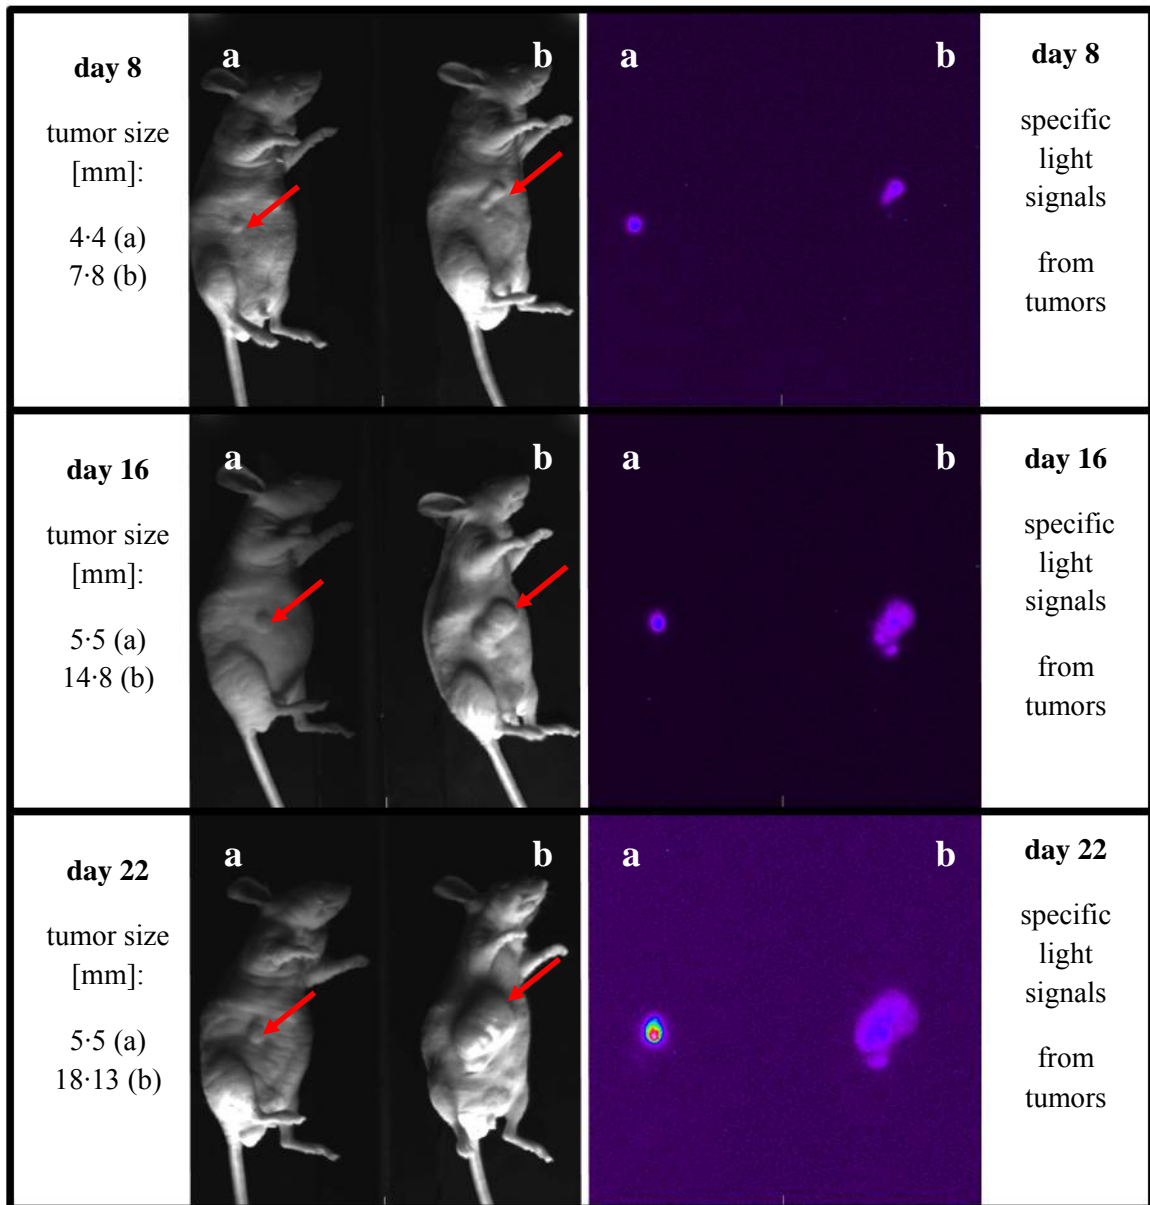 day 8
tumor size
[mm]:
4·4 (a)
7·8 (b)
a
b
a
b
day 8
specific
light
signals
from
tumors
day 16
tumor size
[mm]:
5·5 (a)
14·8 (b)
a
b
a
b
day 16
specific
light
signals
from
tumors
day 22
tumor size
[mm]:
5·5 (a)
18·13 (b)
a
b
a
b
day 22
specific
light
signals
from
tumors